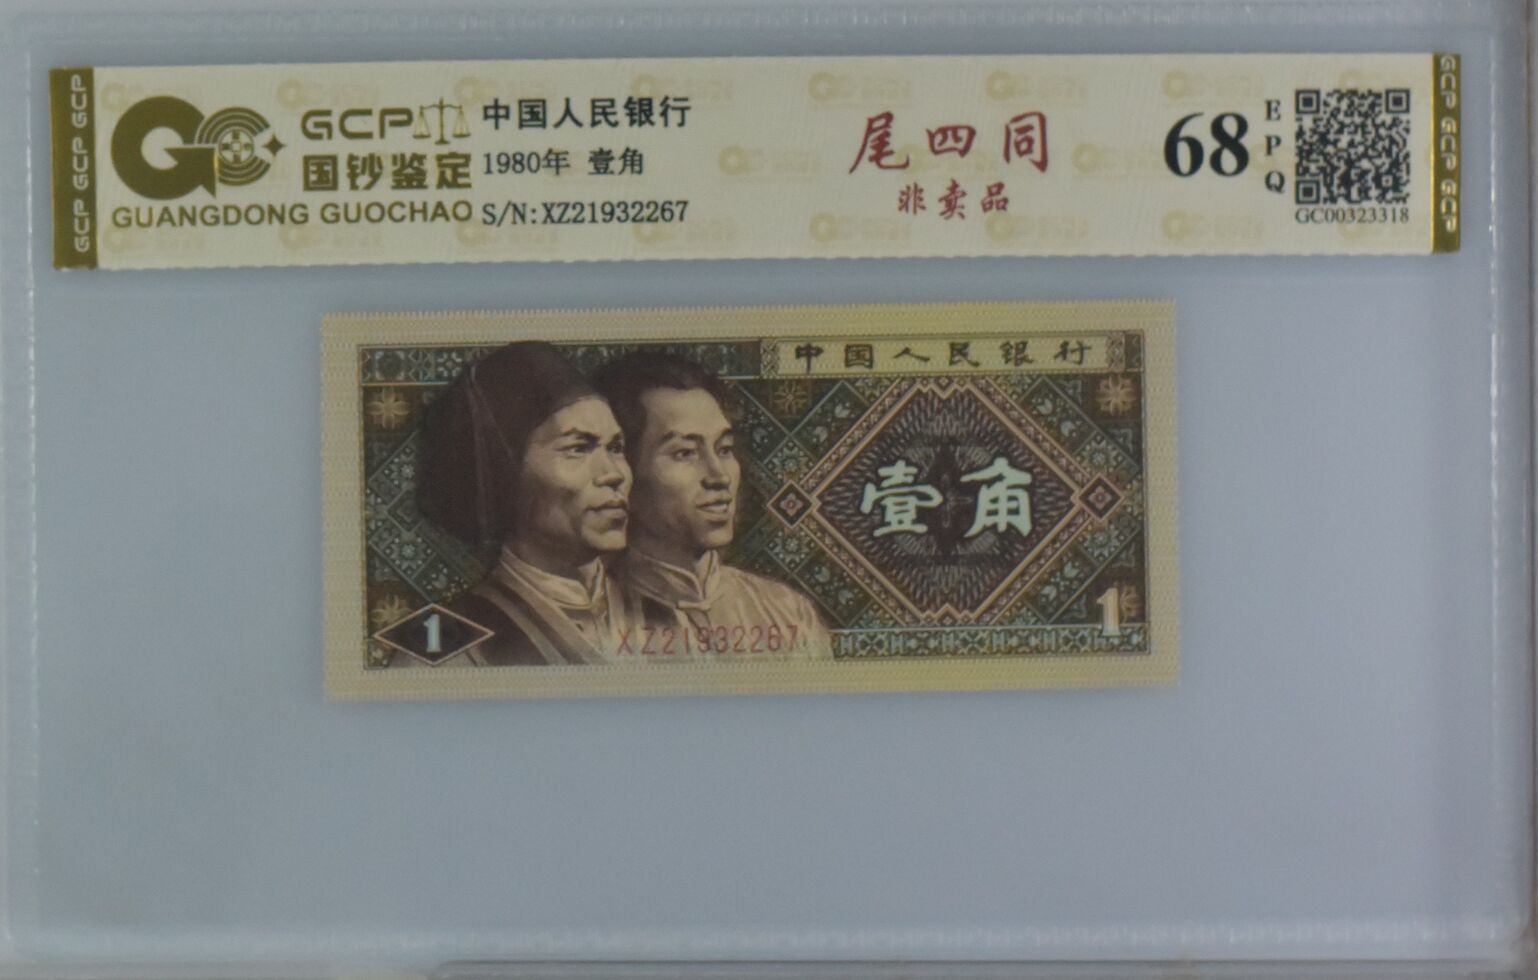 GCP GCP GCP
GCP
国钞鉴定
GUANGDONG GUOCHAO
中国人民银行
1980年 壹角
S/N:XZ21932267
尾四同
非卖品
68
EPQ
GC00323318
GCP GCP GCP
中国人民银行
壹角
1
1
XZ21932267